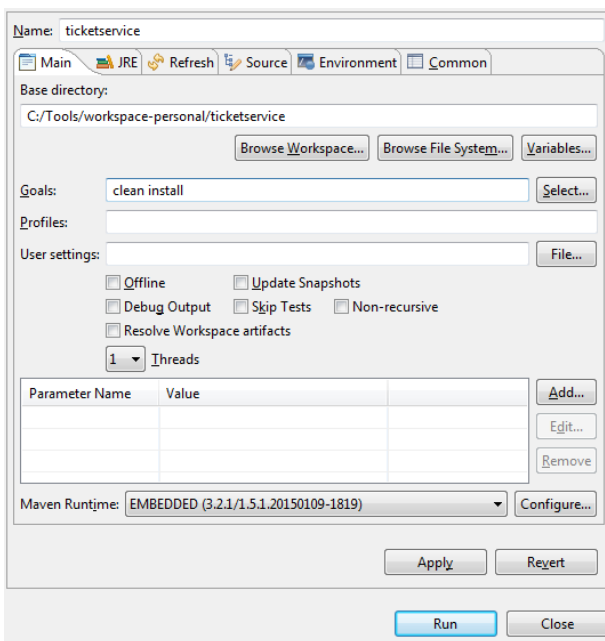 Name: ticketservice
Main JRE Refresh Source Environment Common
Base directory:
C:/Tools/workspace-personal/ticketservice
Browse Workspace... Browse File System... Variables...
Goals: clean install Select...
Profiles:
User settings: File...
Offline Update Snapshots
Debug Output Skip Tests Non-recursive
Resolve Workspace artifacts
1 Threads
Parameter Name Value Add...
Edit...
Remove
Maven Runtime: EMBEDDED (3.2.1/1.5.1.20150109-1819) Configure...
Apply Revert
Run Close